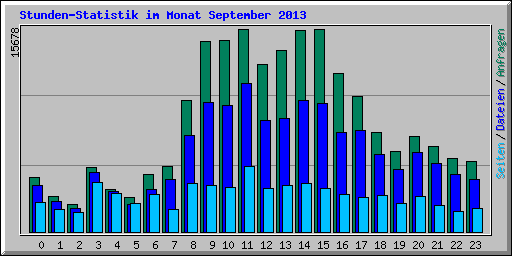 Stunden-Statistik im Monat September 2013
15678
Seiten / Dateien / Anfragen
0 1 2 3 4 5 6 7 8 9 10 11 12 13 14 15 16 17 18 19 20 21 22 23